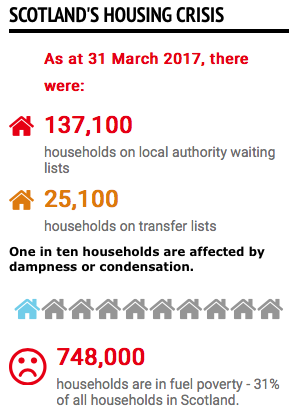 SCOTLAND'S HOUSING CRISIS
As at 31 March 2017, there
were:
137,100
households on local authority waiting
lists
25,100
households on transfer lists
One in ten households are affected by
dampness or condensation.
748,000
households are in fuel poverty - 31%
of all households in Scotland.